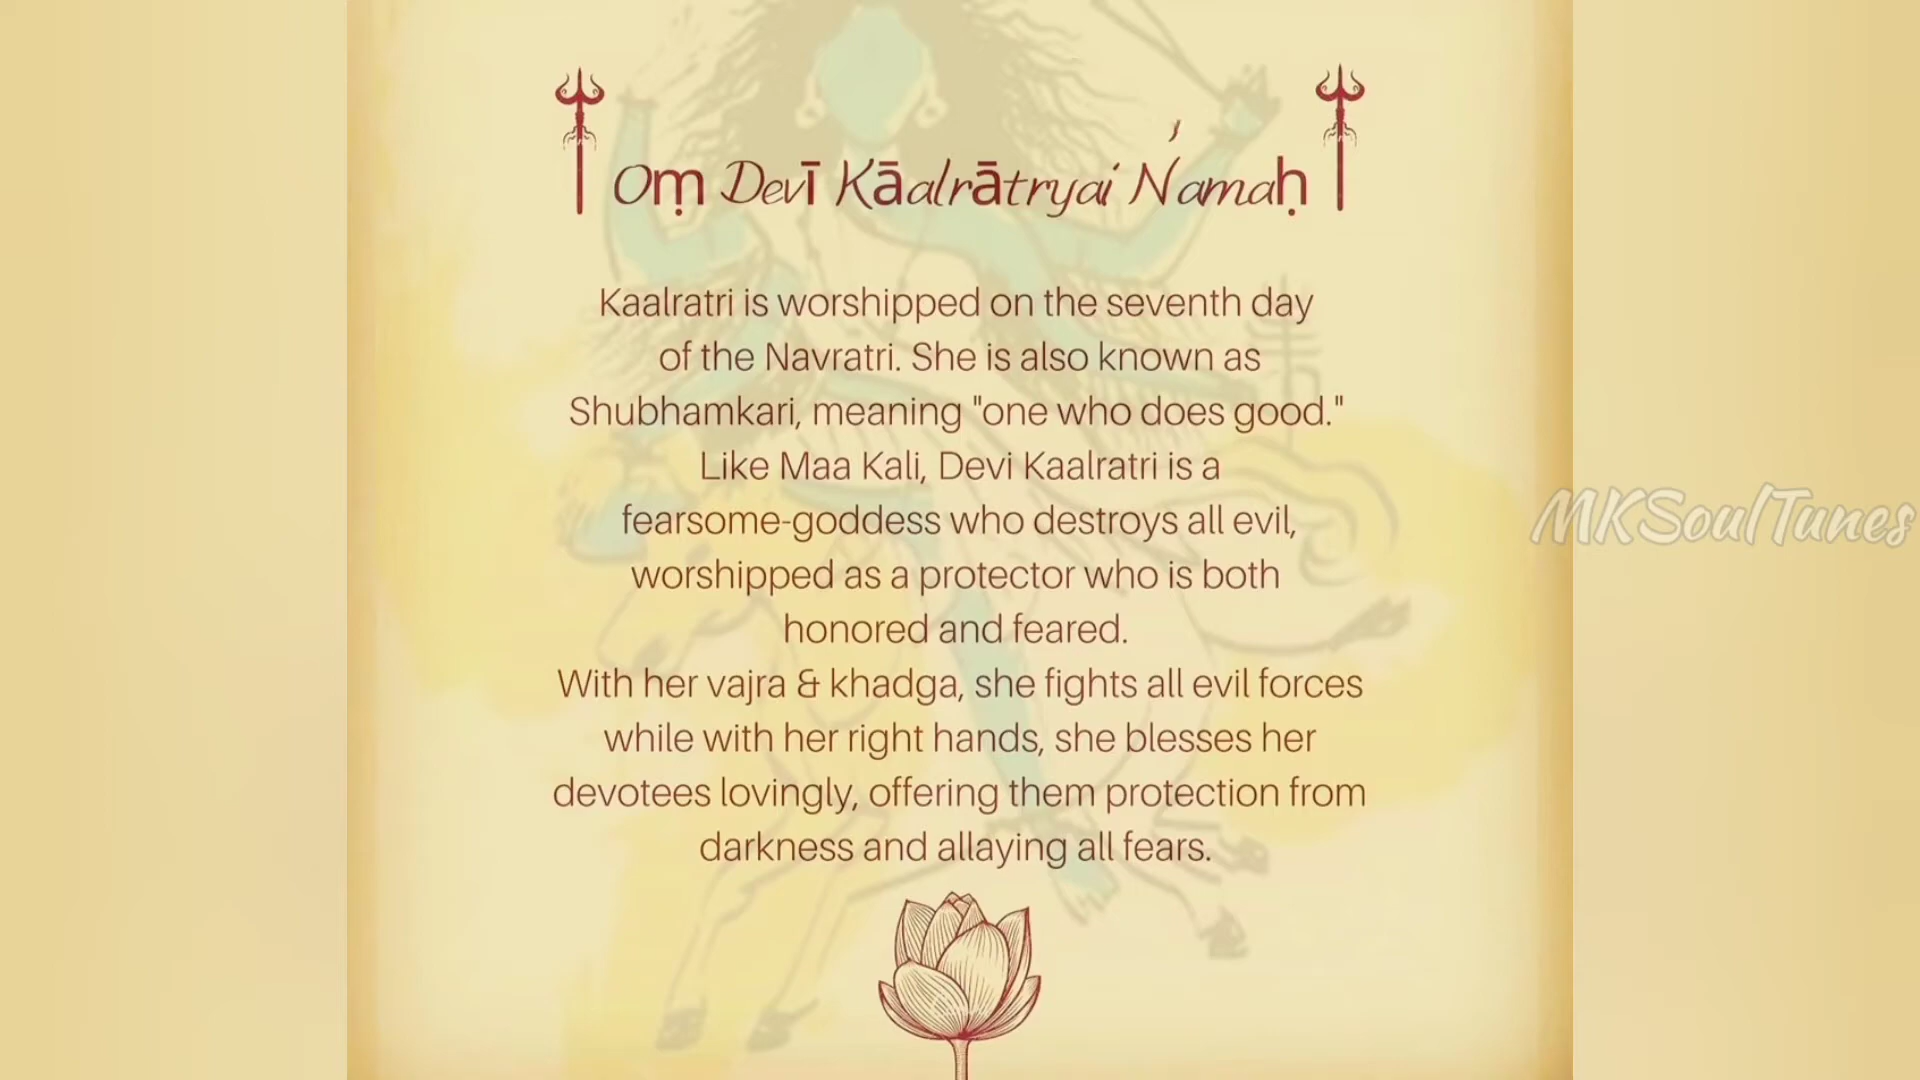 Oṃ Devī Kāalrātryai Námaḥ
Kaalratri is worshipped on the seventh day
of the Navratri. She is also known as
Shubhamkari, meaning "one who does good."
Like Maa Kali, Devi Kaalratri is a
fearsome-goddess who destroys all evil,
worshipped as a protector who is both
honored and feared.
With her vajra & khadga, she fights all evil forces
while with her right hands, she blesses her
devotees lovingly, offering them protection from
darkness and allaying all fears.
MKSoulTunes